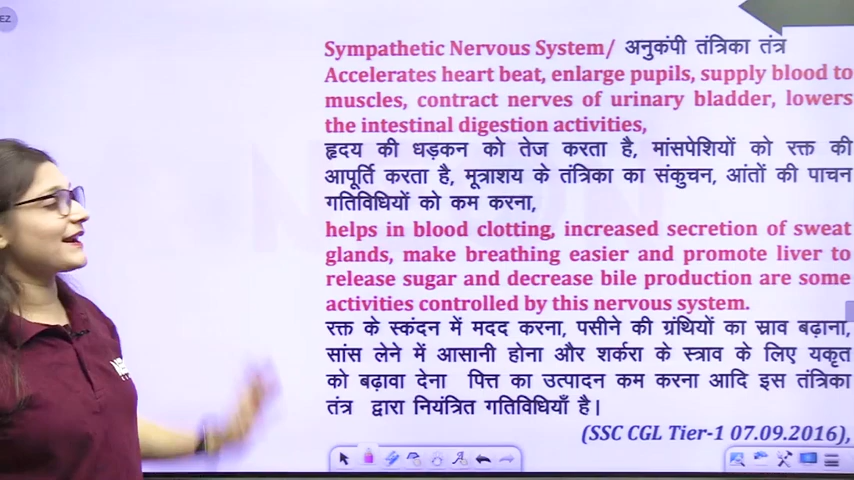 EZ
Sympathetic Nervous System/ अनुकंपी तंत्रिका तंत्र
Accelerates heart beat, enlarge pupils, supply blood to
muscles, contract nerves of urinary bladder, lowers
the intestinal digestion activities,
हृदय की धड़कन को तेज करता है, मांसपेशियों को रक्त की
आपूर्ति करता है, मूत्राशय के तंत्रिका का संकुचन, आंतों की पाचन
गतिविधियों को कम करना,
helps in blood clotting, increased secretion of sweat
glands, make breathing easier and promote liver to
release sugar and decrease bile production are some
activities controlled by this nervous system.
रक्त के स्कंदन में मदद करना, पसीने की ग्रंथियों का स्राव बढ़ाना,
सांस लेने में आसानी होना और शर्करा के स्त्राव के लिए यकृत
को बढ़ावा देना पित्त का उत्पादन कम करना आदि इस तंत्रिका
तंत्र द्वारा नियंत्रित गतिविधियाँ है।
(SSC CGL Tier-1 07.09.2016),